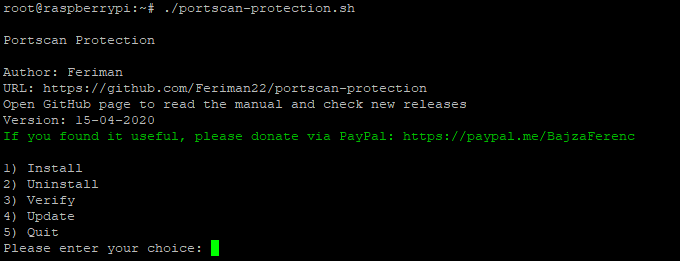 root@raspberrypi:~# ./portscan-protection.sh
Portscan Protection
Author: Feriman
URL: https://github.com/Feriman22/portscan-protection
Open GitHub page to read the manual and check new releases
Version: 15-04-2020
If you found it useful, please donate via PayPal: https://paypal.me/BajzaFerenc
1) Install
2) Uninstall
3) Verify
4) Update
5) Quit
Please enter your choice: